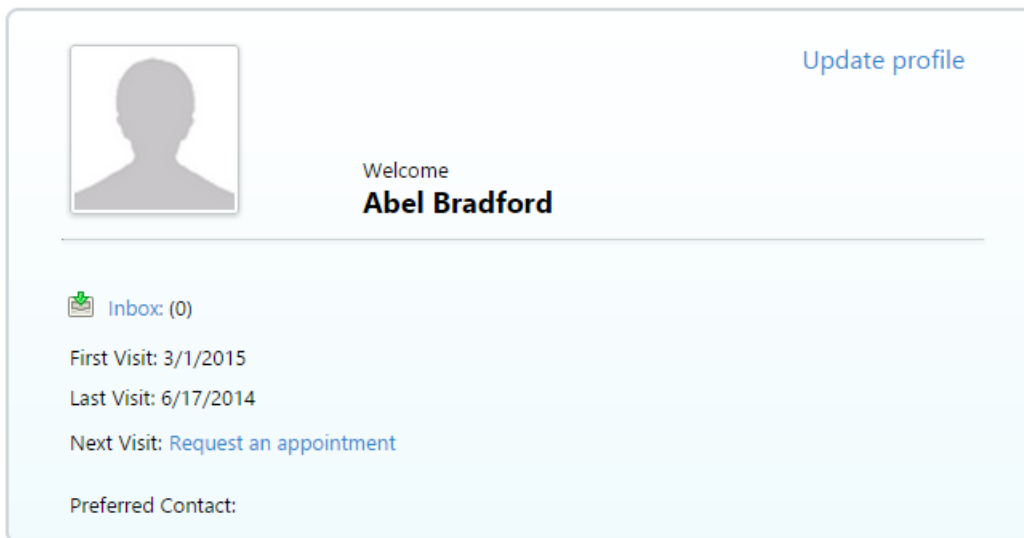 Update profile
Welcome
Abel Bradford
Inbox: (0)
First Visit: 3/1/2015
Last Visit: 6/17/2014
Next Visit: Request an appointment
Preferred Contact: